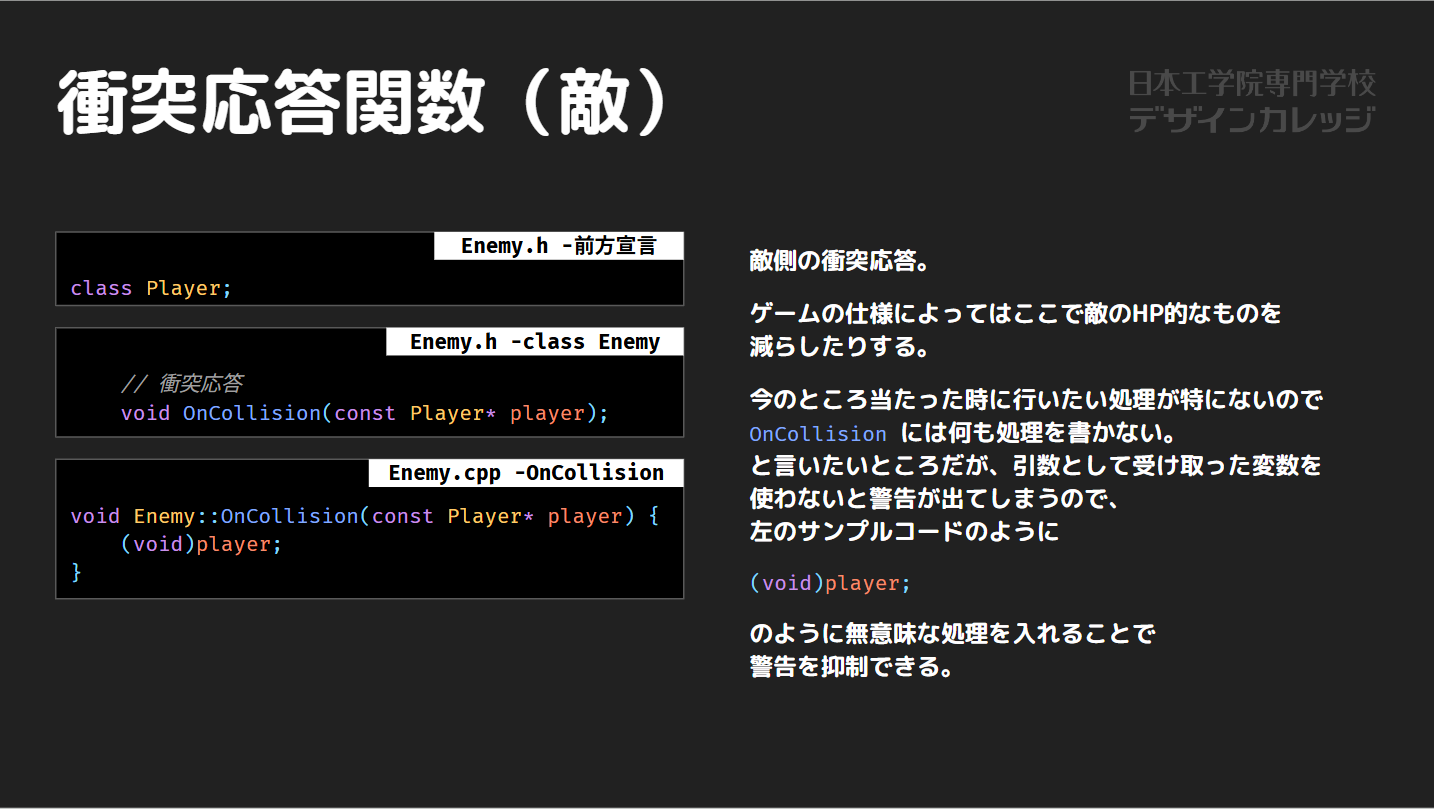 衝突応答関数（敵）
日本工学院専門学校
デザインカレッジ
Enemy.h -前方宣言
class Player;
Enemy.h -class Enemy
// 衝突応答
void OnCollision(const Player* player);
Enemy.cpp -OnCollision
void Enemy::OnCollision(const Player* player) {
(void)player;
}
敵側の衝突応答。
ゲームの仕様によってはここで敵のHP的なものを
減らしたりする。
今のところ当たった時に行いたい処理が特にないので
OnCollision には何も処理を書かない。
と言いたいところだが、引数として受け取った変数を
使わないと警告が出てしまうので、
左のサンプルコードのように
(void)player;
のように無意味な処理を入れることで
警告を抑制できる。